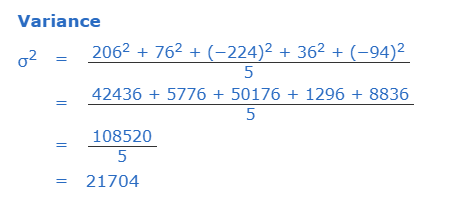 Variance
σ² = 206² + 76² + (−224)² + 36² + (−94)²
5
= 42436 + 5776 + 50176 + 1296 + 8836
5
= 108520
5
= 21704